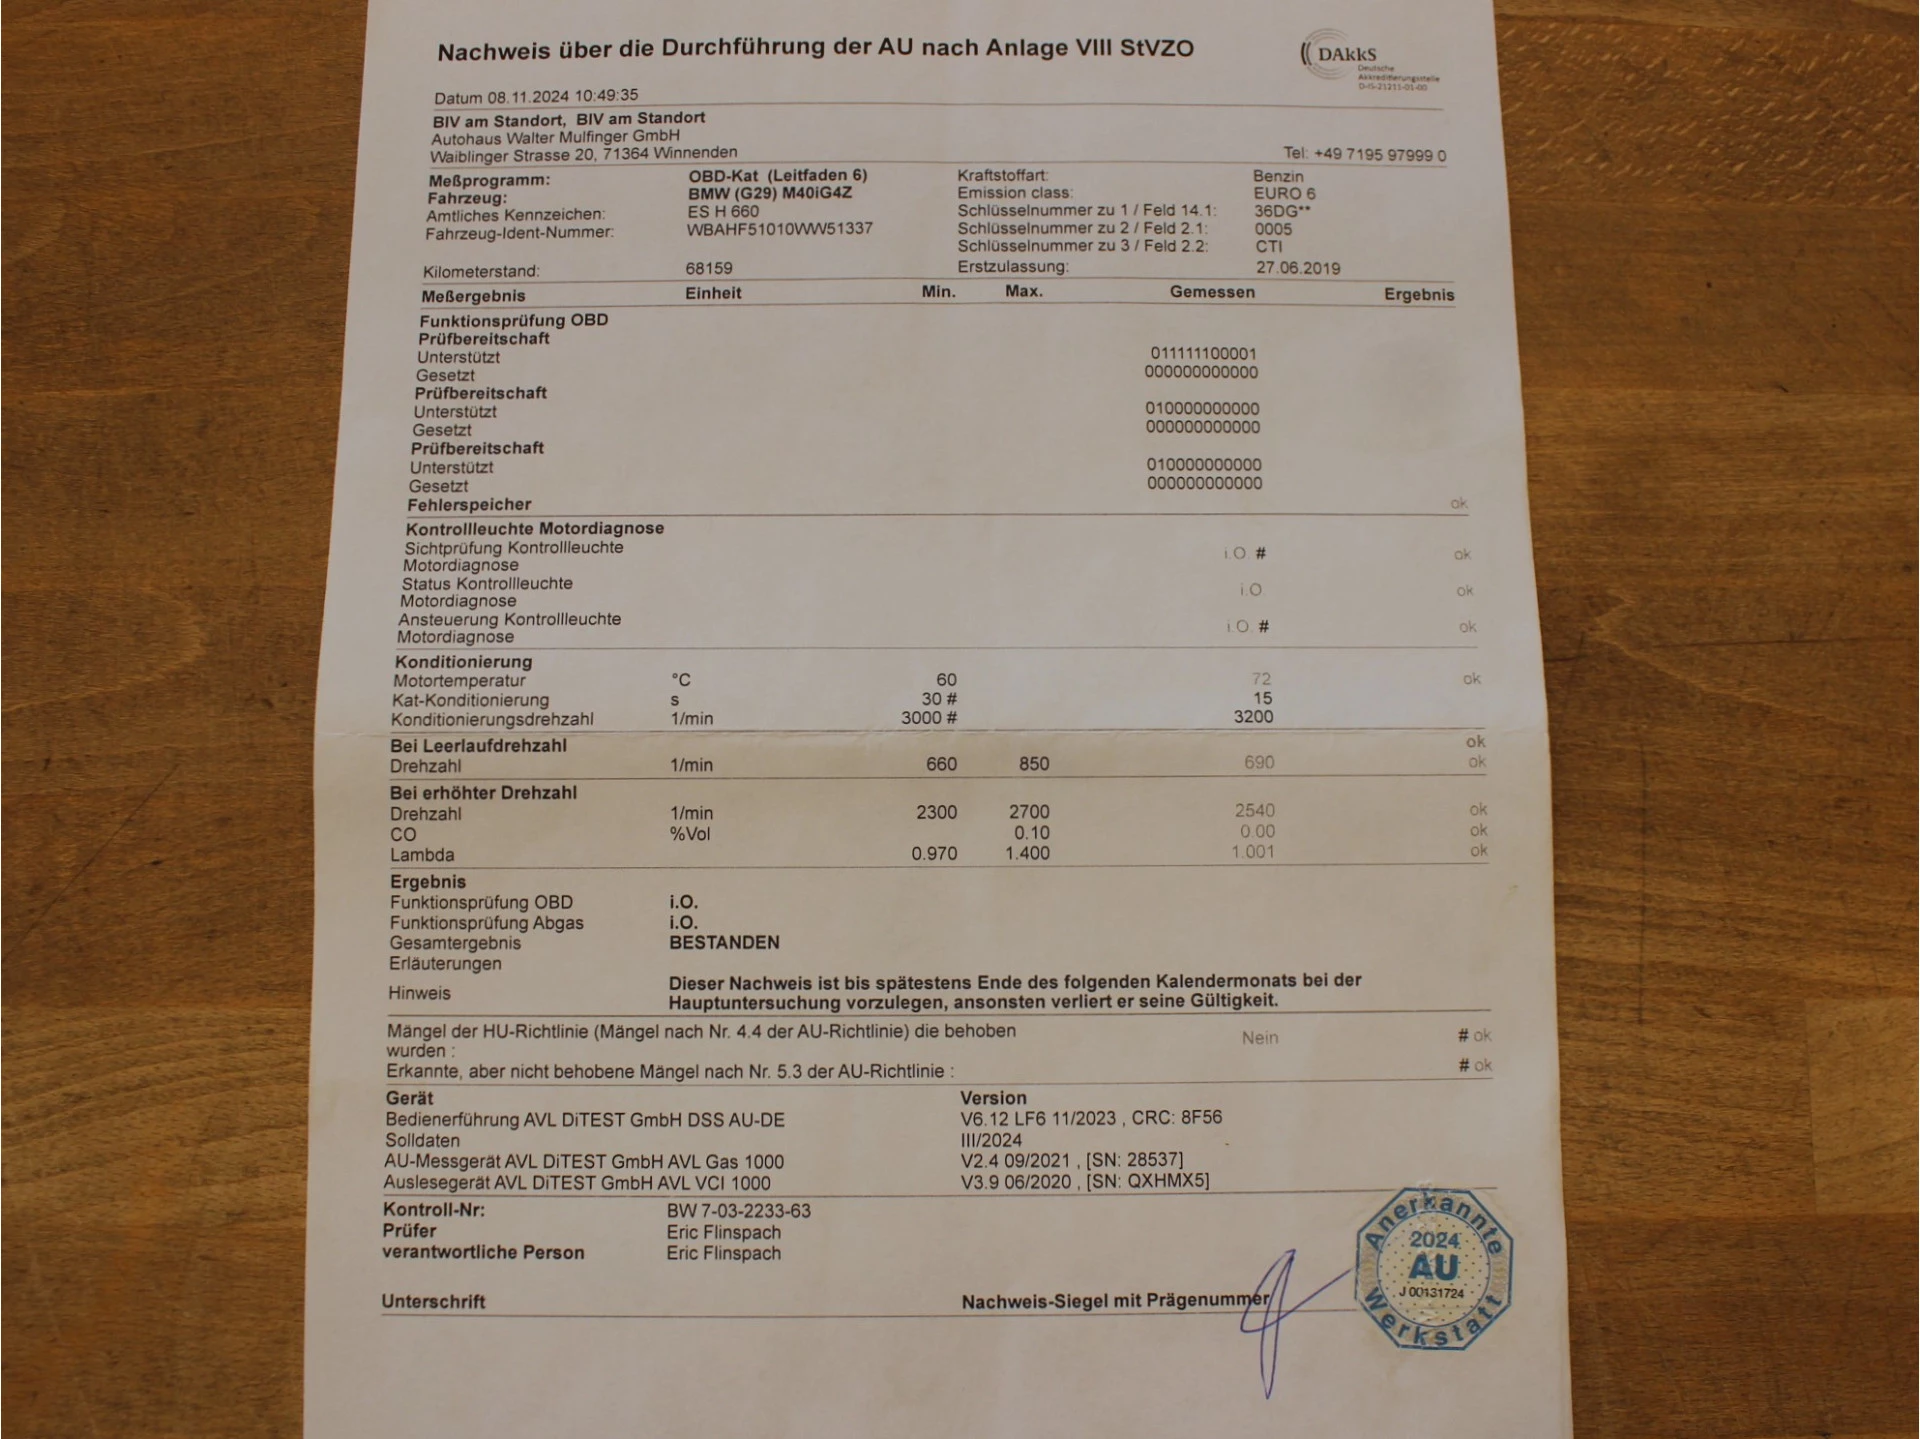 Nachweis über die Durchführung der AU nach Anlage VIII StVZO
DAkkS
Deutsche
Akkreditierungsstelle
D-IS-21211-01-00
Datum 08.11.2024 10:49:35
BIV am Standort, BIV am Standort
Autohaus Walter Mulfinger GmbH
Waiblinger Strasse 20, 71364 Winnenden Tel: +49 7195 97999 0
Meßprogramm: OBD-Kat (Leitfaden 6) Kraftstoffart: Benzin
Fahrzeug: BMW (G29) M40iG4Z Emission class: EURO 6
Amtliches Kennzeichen: ES H 660 Schlüsselnummer zu 1 / Feld 14.1: 36DG**
Fahrzeug-Ident-Nummer: WBAHF51010WW51337 Schlüsselnummer zu 2 / Feld 2.1: 0005
Schlüsselnummer zu 3 / Feld 2.2: CTI
Kilometerstand: 68159 Erstzulassung: 27.06.2019
Meßergebnis Einheit Min. Max. Gemessen Ergebnis
Funktionsprüfung OBD
Prüfbereitschaft
Unterstützt 011111100001
Gesetzt 000000000000
Prüfbereitschaft
Unterstützt 010000000000
Gesetzt 000000000000
Prüfbereitschaft
Unterstützt 010000000000
Gesetzt 000000000000
Fehlerspeicher ok
Kontrollleuchte Motordiagnose
Sichtprüfung Kontrollleuchte
Motordiagnose i.O. # ok
Status Kontrollleuchte
Motordiagnose i.O. ok
Ansteuerung Kontrollleuchte
Motordiagnose i.O. # ok
Konditionierung
Motortemperatur °C 60 72 ok
Kat-Konditionierung s 30 # 15
Konditionierungsdrehzahl 1/min 3000 # 3200
Bei Leerlaufdrehzahl ok
Drehzahl 1/min 660 850 690 ok
Bei erhöhter Drehzahl
Drehzahl 1/min 2300 2700 2540 ok
CO %Vol 0.10 0.00 ok
Lambda 0.970 1.400 1.001 ok
Ergebnis
Funktionsprüfung OBD i.O.
Funktionsprüfung Abgas i.O.
Gesamtergebnis BESTANDEN
Erläuterungen
Hinweis Dieser Nachweis ist bis spätestens Ende des folgenden Kalendermonats bei der
Hauptuntersuchung vorzulegen, ansonsten verliert er seine Gültigkeit.
Mängel der HU-Richtlinie (Mängel nach Nr. 4.4 der AU-Richtlinie) die behoben
wurden : Nein # ok
Erkannte, aber nicht behobene Mängel nach Nr. 5.3 der AU-Richtlinie : # ok
Gerät Version
Bedienerführung AVL DiTEST GmbH DSS AU-DE V6.12 LF6 11/2023 , CRC: 8F56
Solldaten III/2024
AU-Messgerät AVL DiTEST GmbH AVL Gas 1000 V2.4 09/2021 , [SN: 28537]
Auslesegerät AVL DiTEST GmbH AVL VCI 1000 V3.9 06/2020 , [SN: QXHMX5]
Kontroll-Nr: BW 7-03-2233-63
Prüfer Eric Flinspach
verantwortliche Person Eric Flinspach
Unterschrift Nachweis-Siegel mit Prägenummer
Anerkannte
2024
AU
J 00131724
Werkstatt